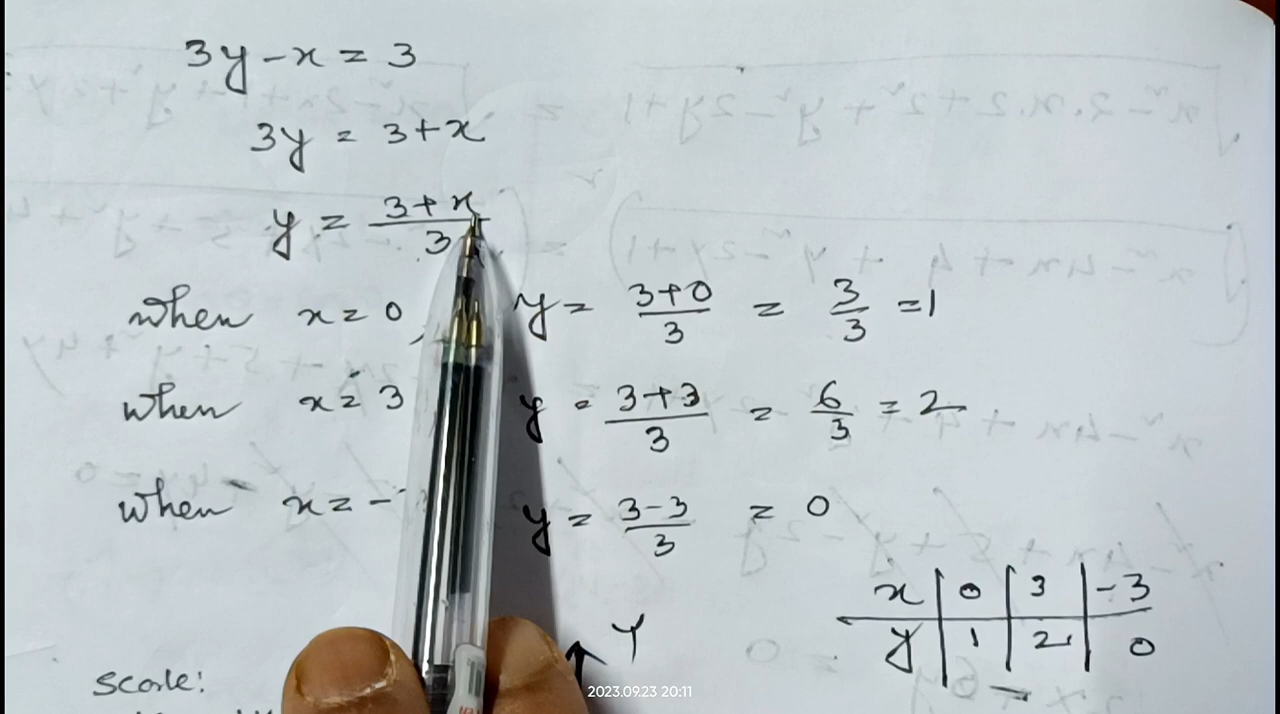 3y - x = 3
3y = 3 + x
y = (3+x)/3
when x = 0, y = (3+0)/3 = 3/3 = 1
when x = 3 y = (3+3)/3 = 6/3 = 2
when x = - y = (3-3)/3 = 0
x | 0 | 3 | -3
y | 1 | 2 | 0
Y
Scale:
2023.09.23 20:11